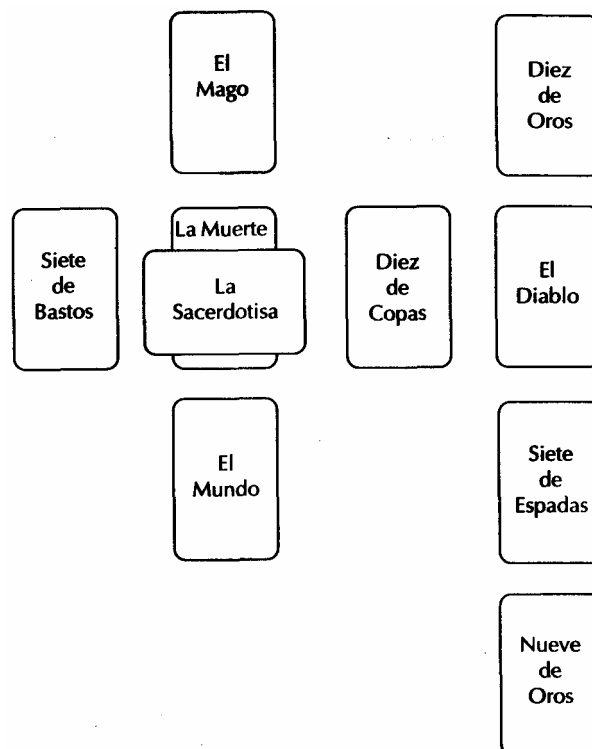 El
Mago
Diez
de
Oros
Siete
de
Bastos
La Muerte
La
Sacerdotisa
Diez
de
Copas
El
Diablo
El
Mundo
Siete
de
Espadas
Nueve
de
Oros